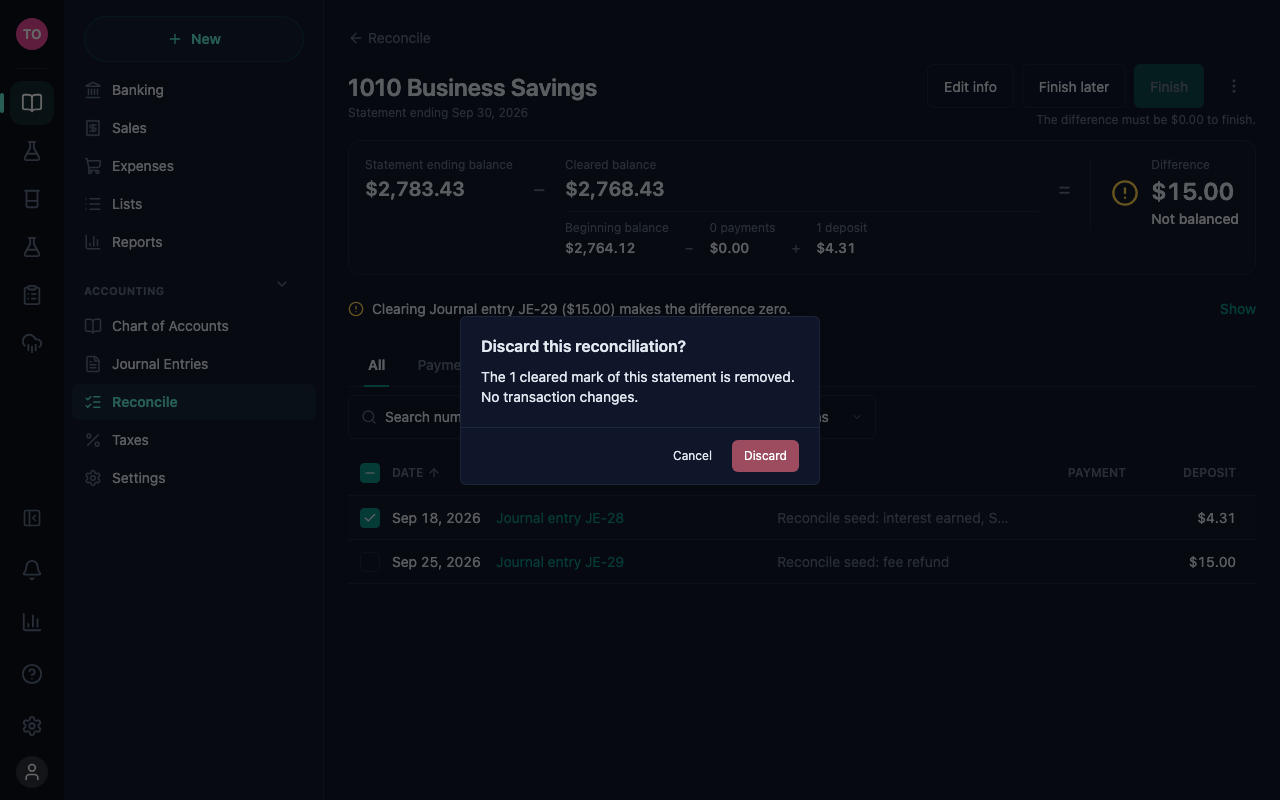 TO
New
Banking
Sales
Expenses
Lists
Reports
ACCOUNTING
Chart of Accounts
Journal Entries
Reconcile
Taxes
Settings
Reconcile
1010 Business Savings
Statement ending Sep 30, 2026
Edit info
Finish later
Finish
The difference must be $0.00 to finish.
Statement ending balance
$2,783.43
–
Cleared balance
$2,768.43
=
Difference
$15.00
Not balanced
Beginning balance
$2,764.12
–
0 payments
$0.00
+
1 deposit
$4.31
Clearing Journal entry JE-29 ($15.00) makes the difference zero.
Show
All
Discard this reconciliation?
The 1 cleared mark of this statement is removed.
No transaction changes.
Cancel
Discard
DATE
PAYMENT
DEPOSIT
Sep 18, 2026 Journal entry JE-28 Reconcile seed: interest earned, S... $4.31
Sep 25, 2026 Journal entry JE-29 Reconcile seed: fee refund $15.00